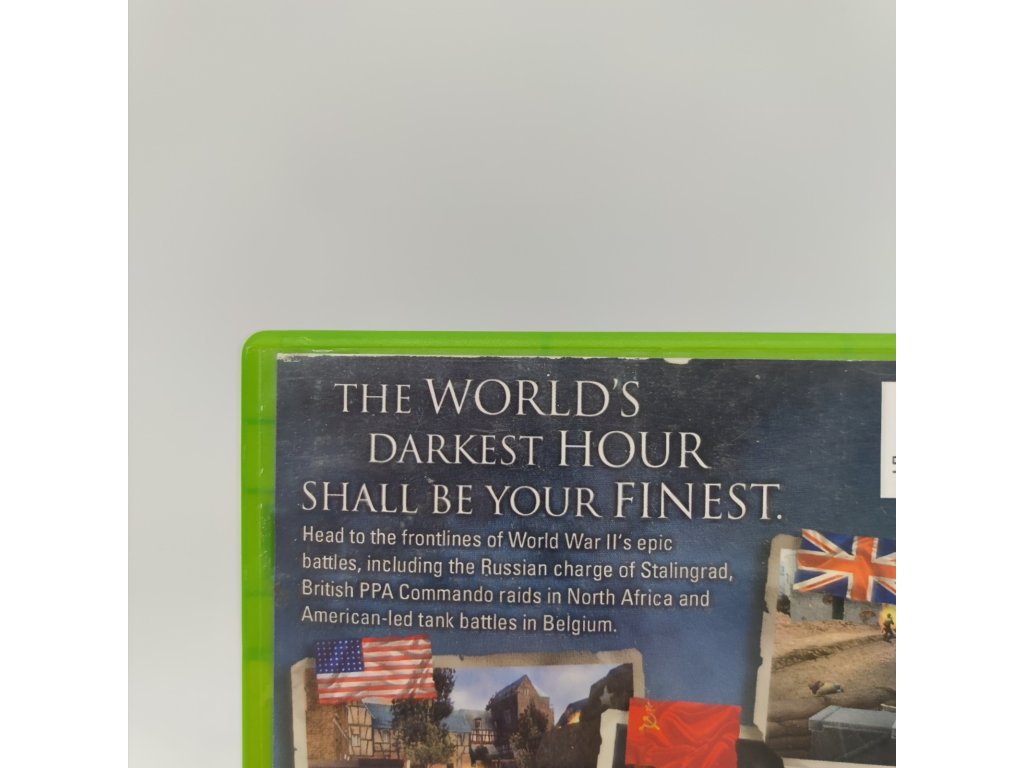 THE WORLD'S
DARKEST HOUR
SHALL BE YOUR FINEST.
Head to the frontlines of World War II's epic
battles, including the Russian charge of Stalingrad,
British PPA Commando raids in North Africa and
American-led tank battles in Belgium.